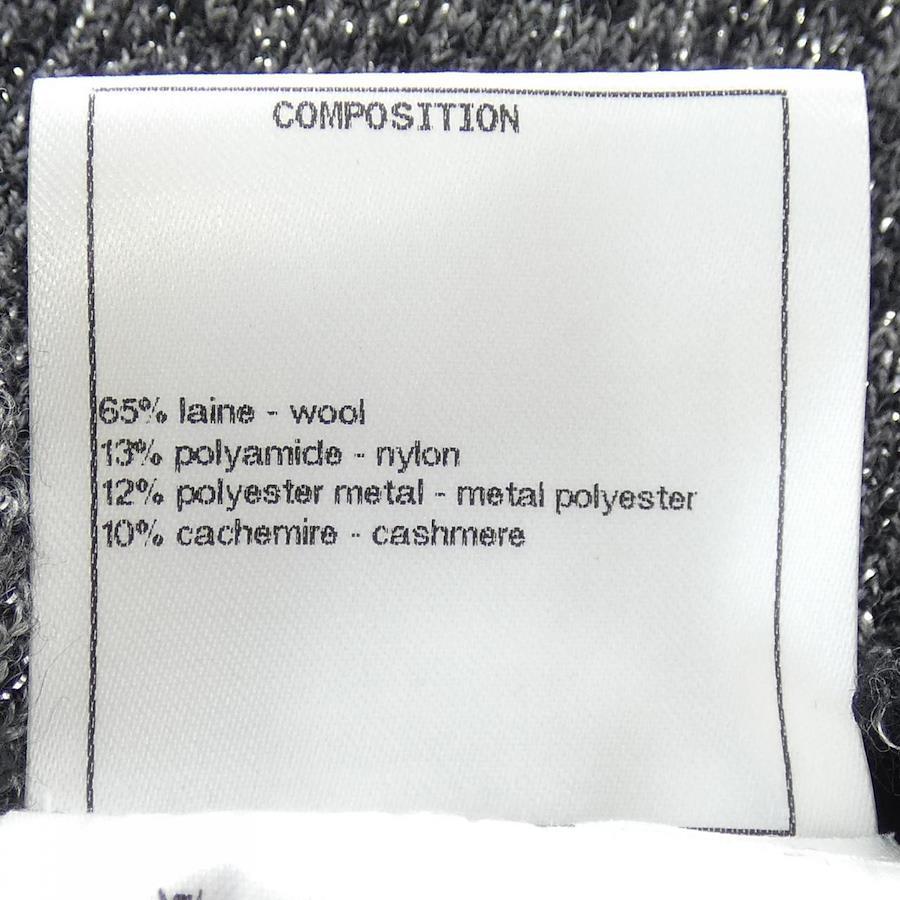 COMPOSITION
65% laine - wool
13% polyamide - nylon
12% polyester metal - metal polyester
10% cachemire - cashmere